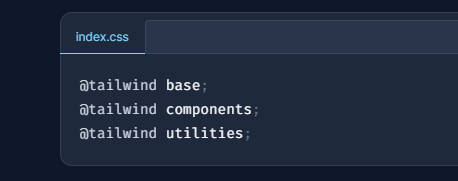 index.css
@tailwind base;
@tailwind components;
@tailwind utilities;